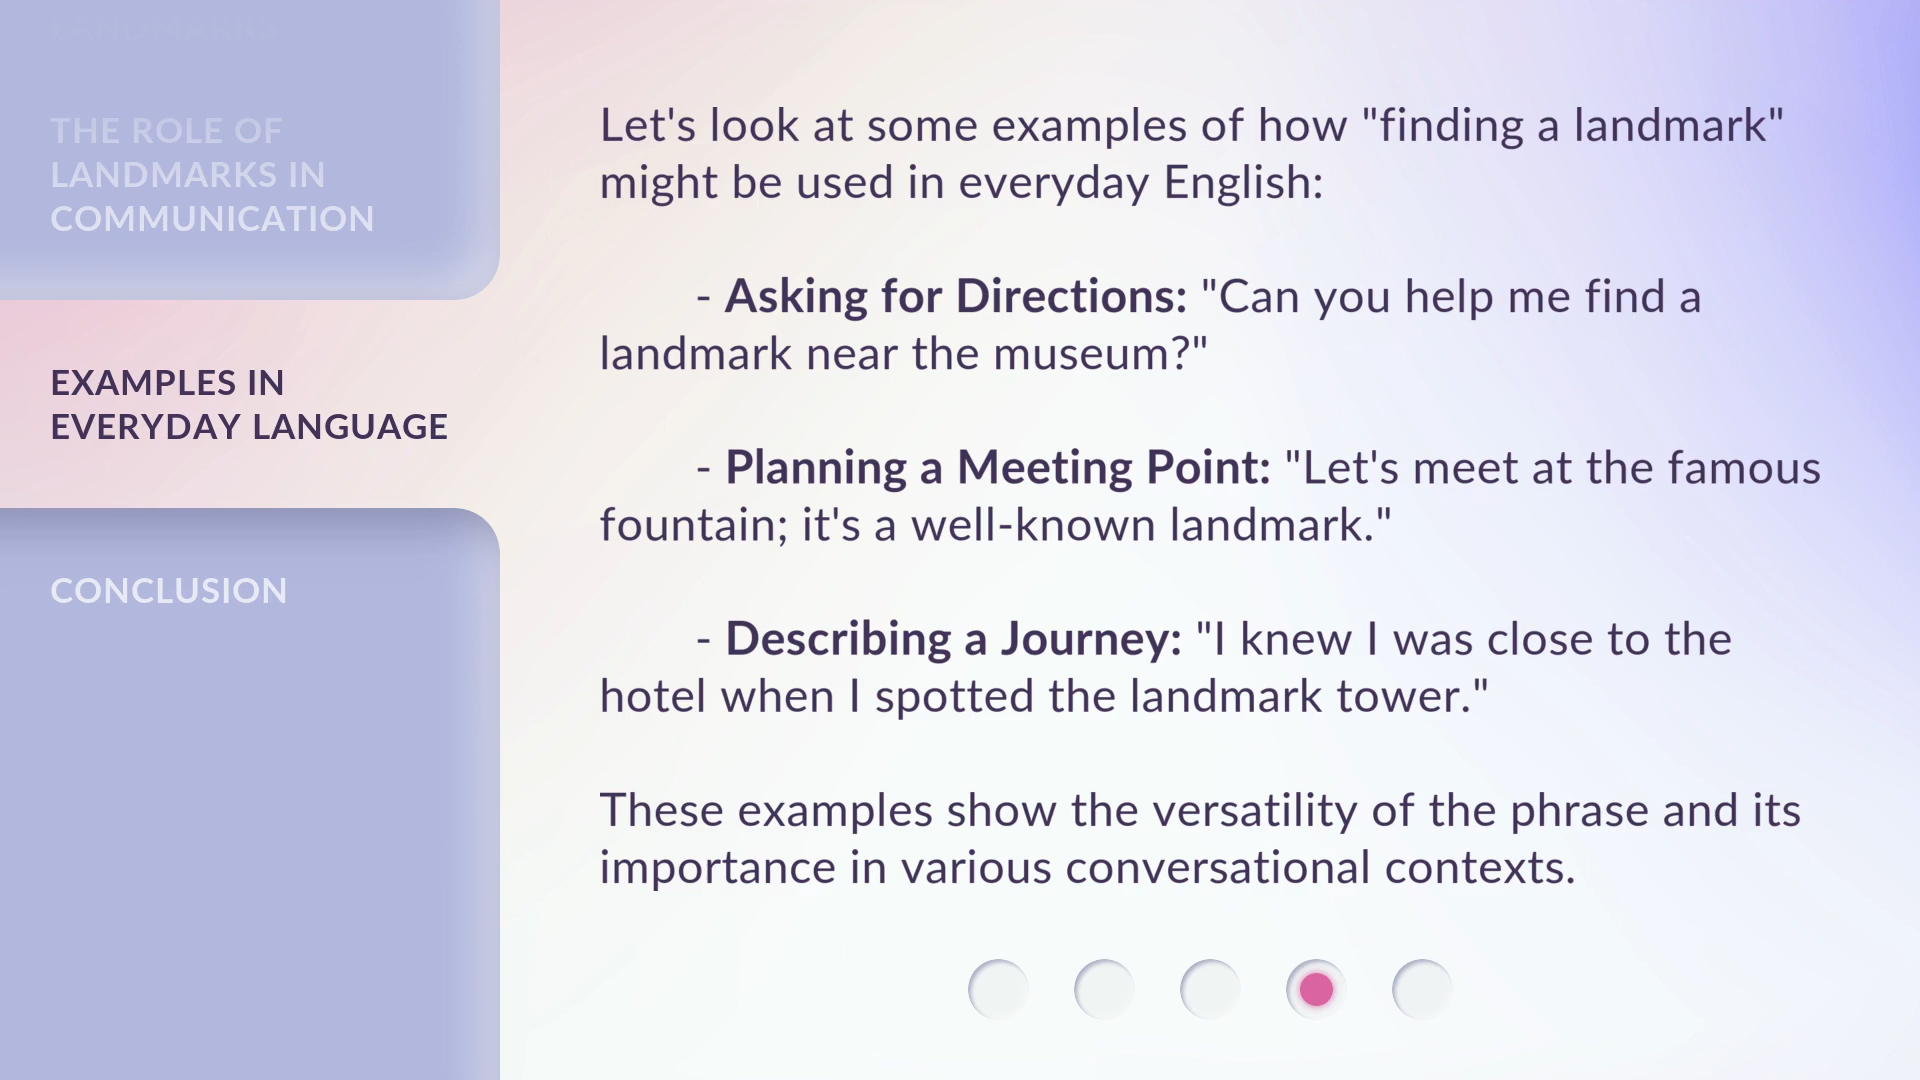 LANDMARKS
THE ROLE OF
LANDMARKS IN
COMMUNICATION
EXAMPLES IN
EVERYDAY LANGUAGE
CONCLUSION
Let's look at some examples of how "finding a landmark"
might be used in everyday English:
- Asking for Directions: "Can you help me find a
landmark near the museum?"
- Planning a Meeting Point: "Let's meet at the famous
fountain; it's a well-known landmark."
- Describing a Journey: "I knew I was close to the
hotel when I spotted the landmark tower."
These examples show the versatility of the phrase and its
importance in various conversational contexts.